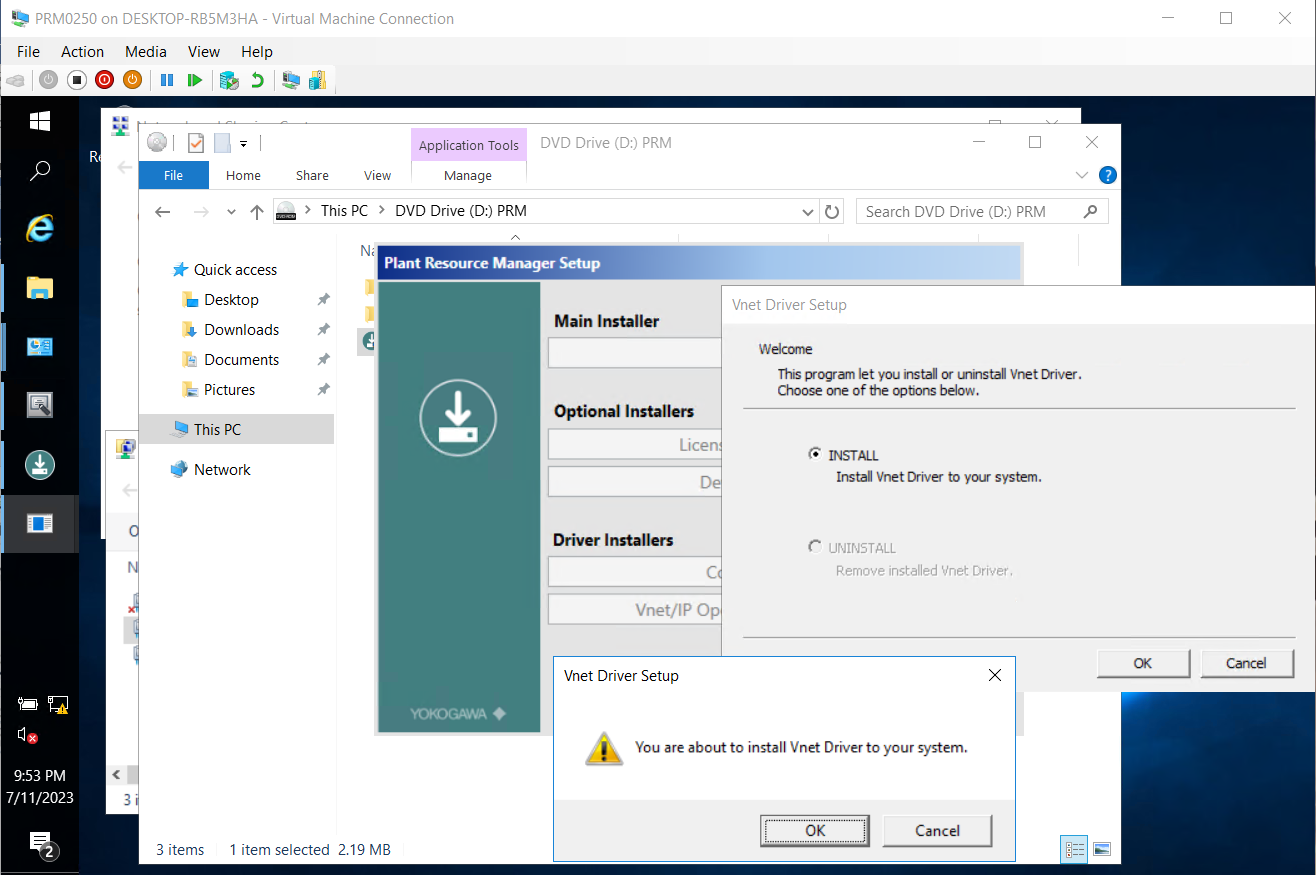 PRM0250 on DESKTOP-RB5M3HA - Virtual Machine Connection
File Action Media View Help
Application Tools
DVD Drive (D:) PRM
File Home Share View Manage
This PC > DVD Drive (D:) PRM
Search DVD Drive (D:) PRM
Quick access
Desktop
Downloads
Documents
Pictures
This PC
Network
Plant Resource Manager Setup
Main Installer
Optional Installers
Driver Installers
Vnet/IP
YOKOGAWA
Vnet Driver Setup
Welcome
This program let you install or uninstall Vnet Driver.
Choose one of the options below.
INSTALL
Install Vnet Driver to your system.
UNINSTALL
Remove installed Vnet Driver.
OK Cancel
Vnet Driver Setup
You are about to install Vnet Driver to your system.
OK Cancel
9:53 PM
7/11/2023
2
3 items 1 item selected 2.19 MB